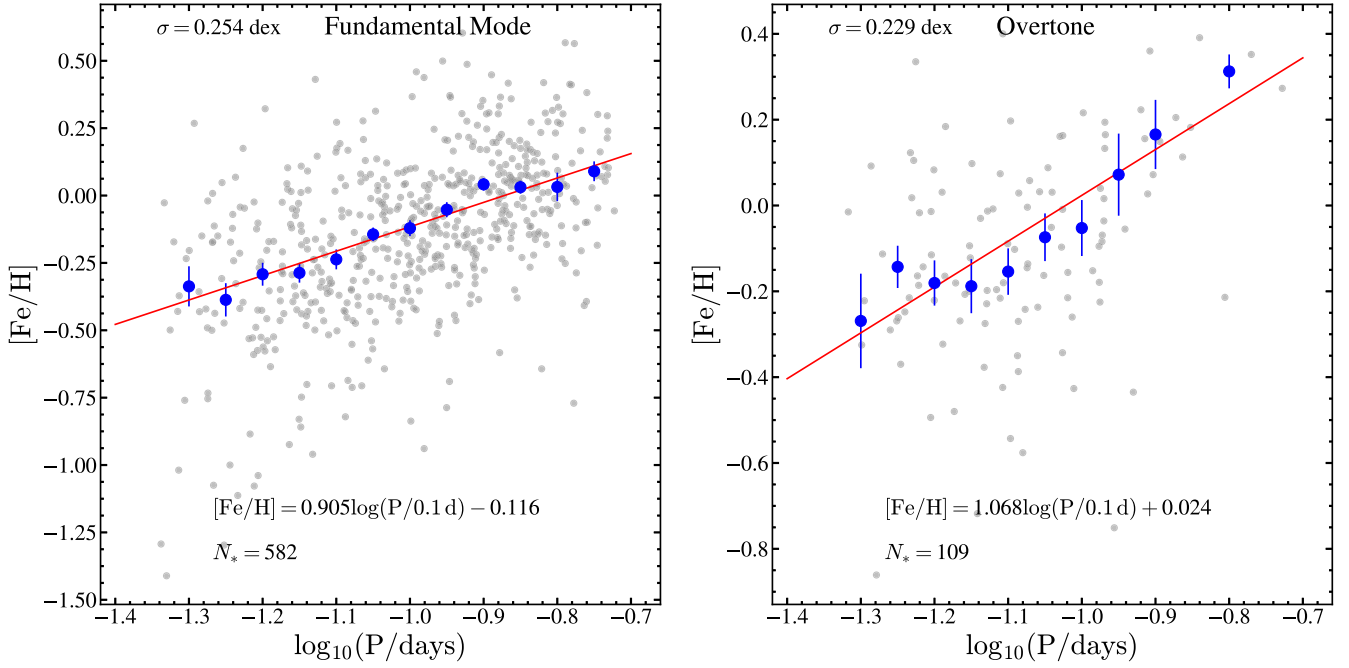 σ = 0.254 dex Fundamental Mode
0.50
0.25
0.00
−0.25
−0.50
−0.75
−1.00
−1.25
−1.50
[Fe/H]
[Fe/H] = 0.905log(P/0.1 d) − 0.116
N* = 582
−1.4 −1.3 −1.2 −1.1 −1.0 −0.9 −0.8 −0.7
log10(P/days)
σ = 0.229 dex Overtone
0.4
0.2
0.0
−0.2
−0.4
−0.6
−0.8
[Fe/H]
[Fe/H] = 1.068log(P/0.1 d) + 0.024
N* = 109
−1.4 −1.3 −1.2 −1.1 −1.0 −0.9 −0.8 −0.7
log10(P/days)